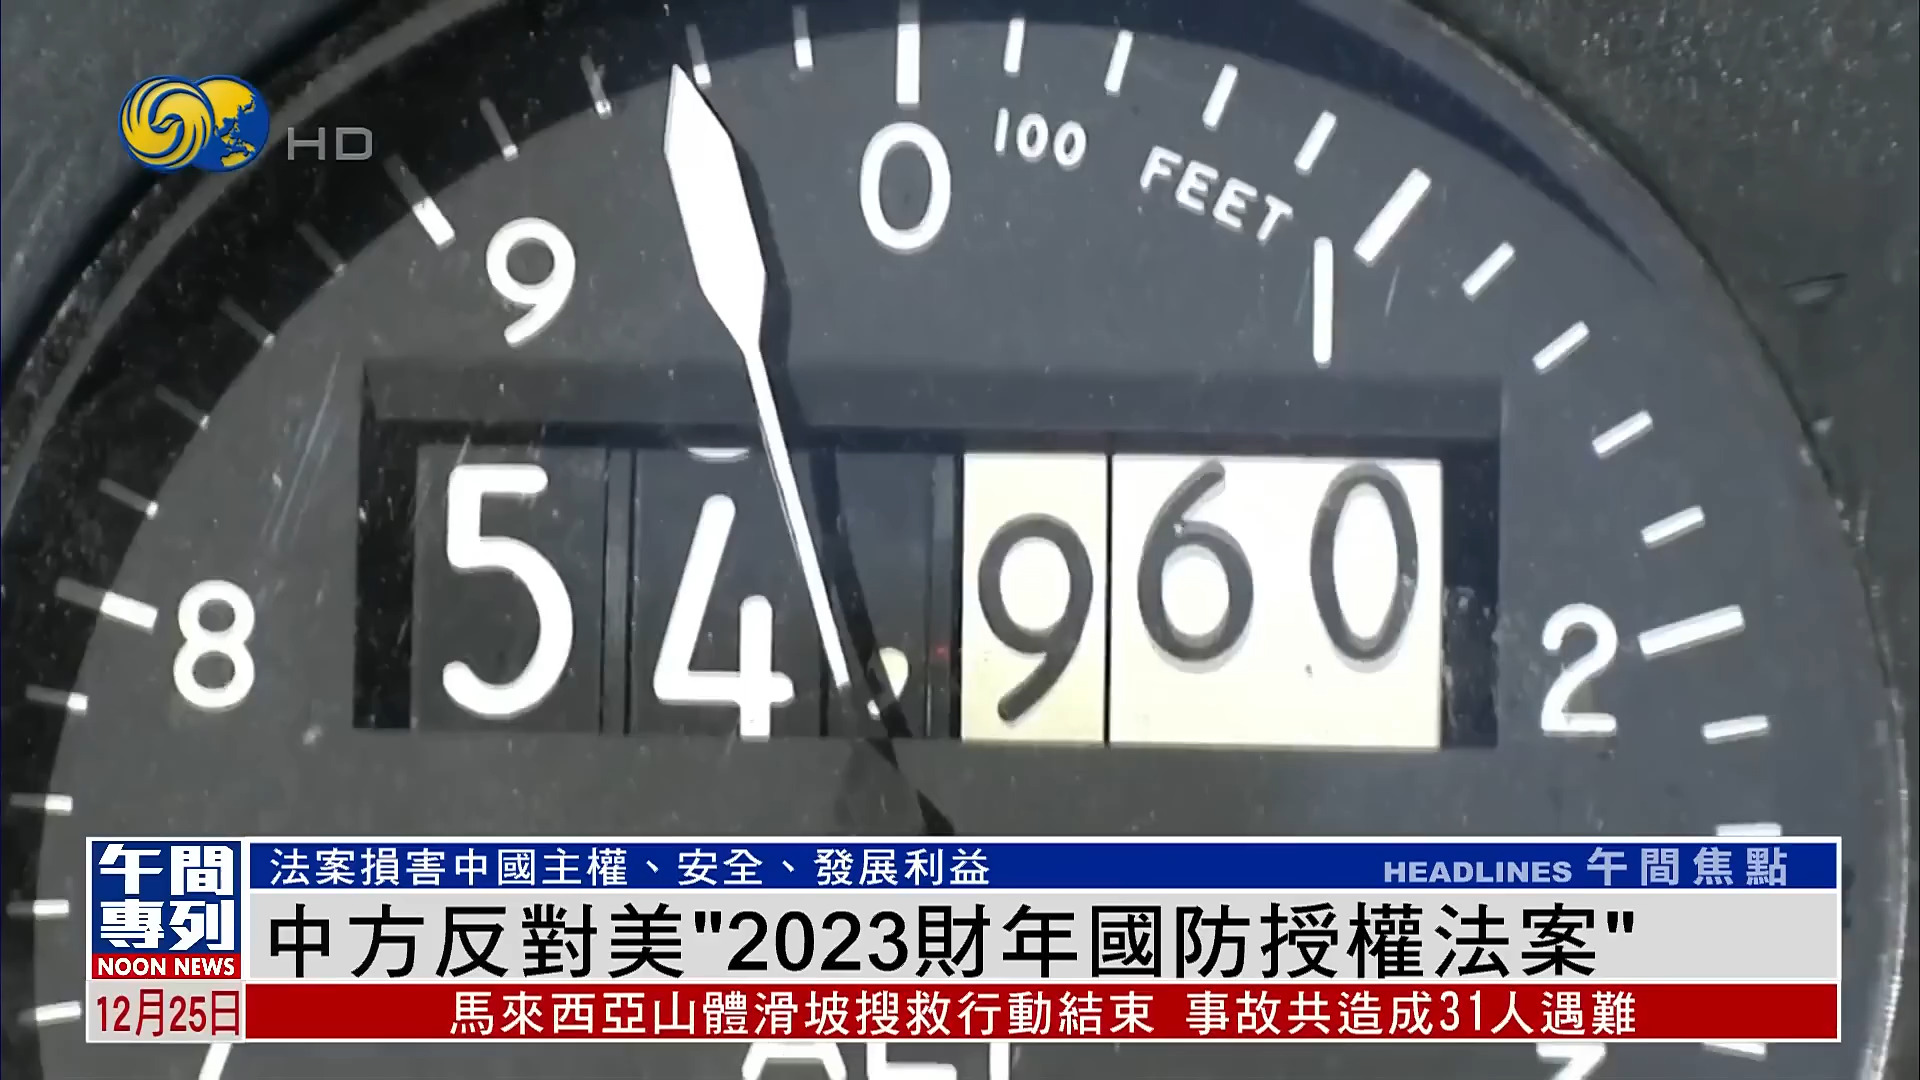 HD
0
100
FEET
9
1
54,960
8
2
法案損害中國主權、安全、發展利益
HEADLINES 午間焦點
午間
專列
NOON NEWS
中方反對美"2023財年國防授權法案"
12月25日
馬來西亞山體滑坡搜救行動結束 事故共造成31人遇難
7
ALT
3